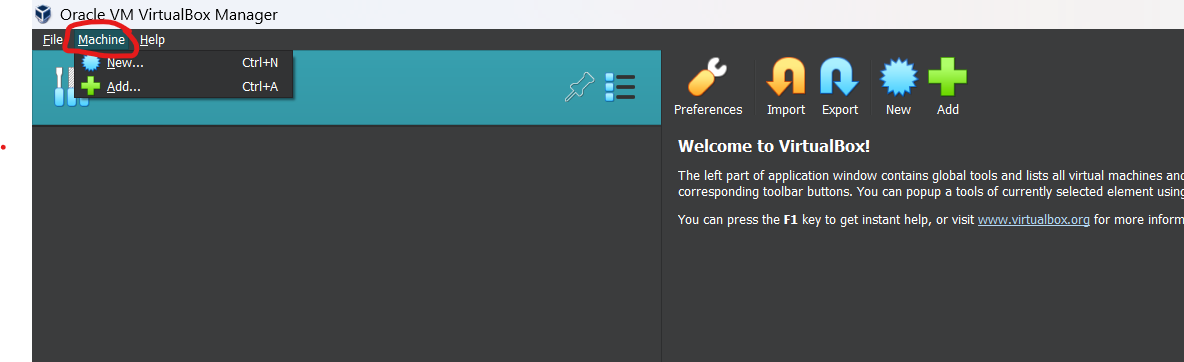 Oracle VM VirtualBox Manager
File Machine Help
New... Ctrl+N
Add... Ctrl+A
Preferences Import Export New Add
Welcome to VirtualBox!
The left part of application window contains global tools and lists all virtual machines and
corresponding toolbar buttons. You can popup a tools of currently selected element using
You can press the F1 key to get instant help, or visit www.virtualbox.org for more inform